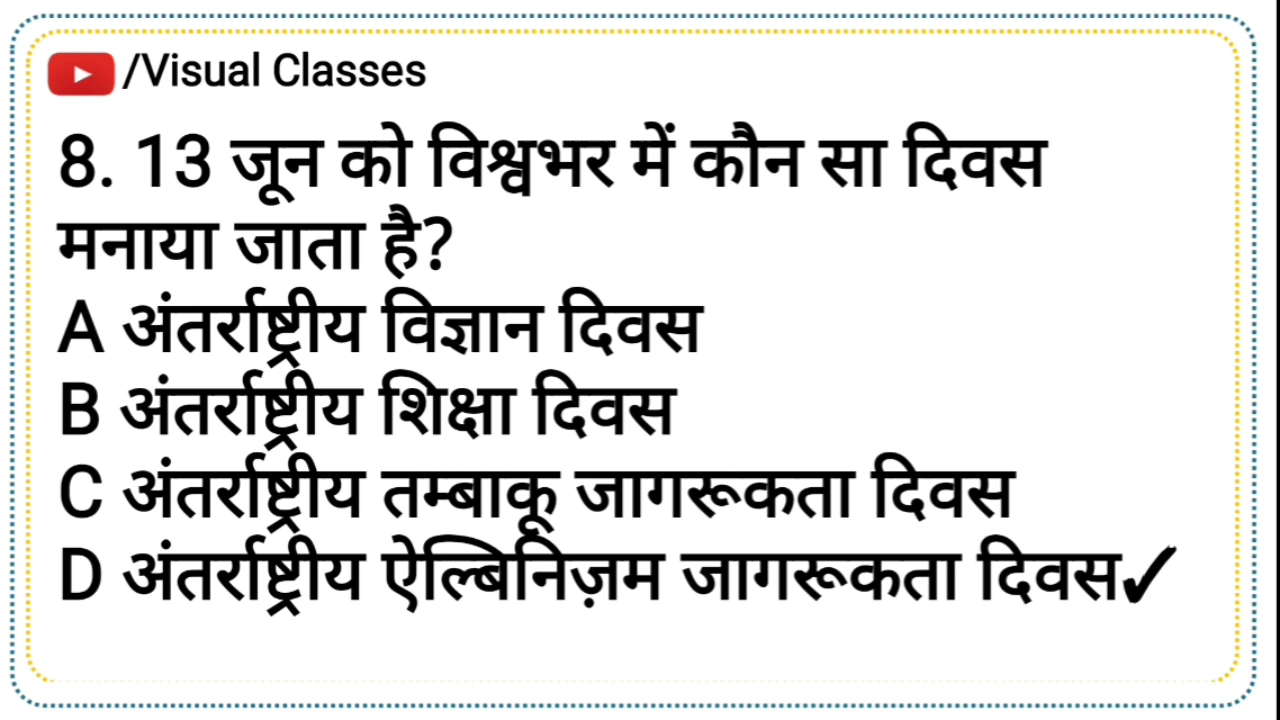 /Visual Classes
8. 13 जून को विश्वभर में कौन सा दिवस
मनाया जाता है?
A अंतर्राष्ट्रीय विज्ञान दिवस
B अंतर्राष्ट्रीय शिक्षा दिवस
C अंतर्राष्ट्रीय तम्बाकू जागरूकता दिवस
D अंतर्राष्ट्रीय ऐल्बिनिज़म जागरूकता दिवस✓